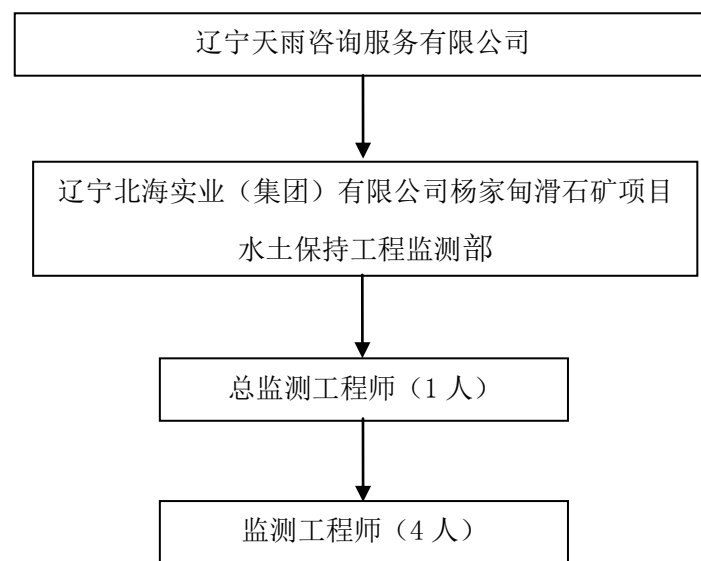 辽宁天雨咨询服务有限公司
辽宁北海实业（集团）有限公司杨家甸滑石矿项目
水土保持工程监测部
总监测工程师（1 人）
监测工程师（4 人）